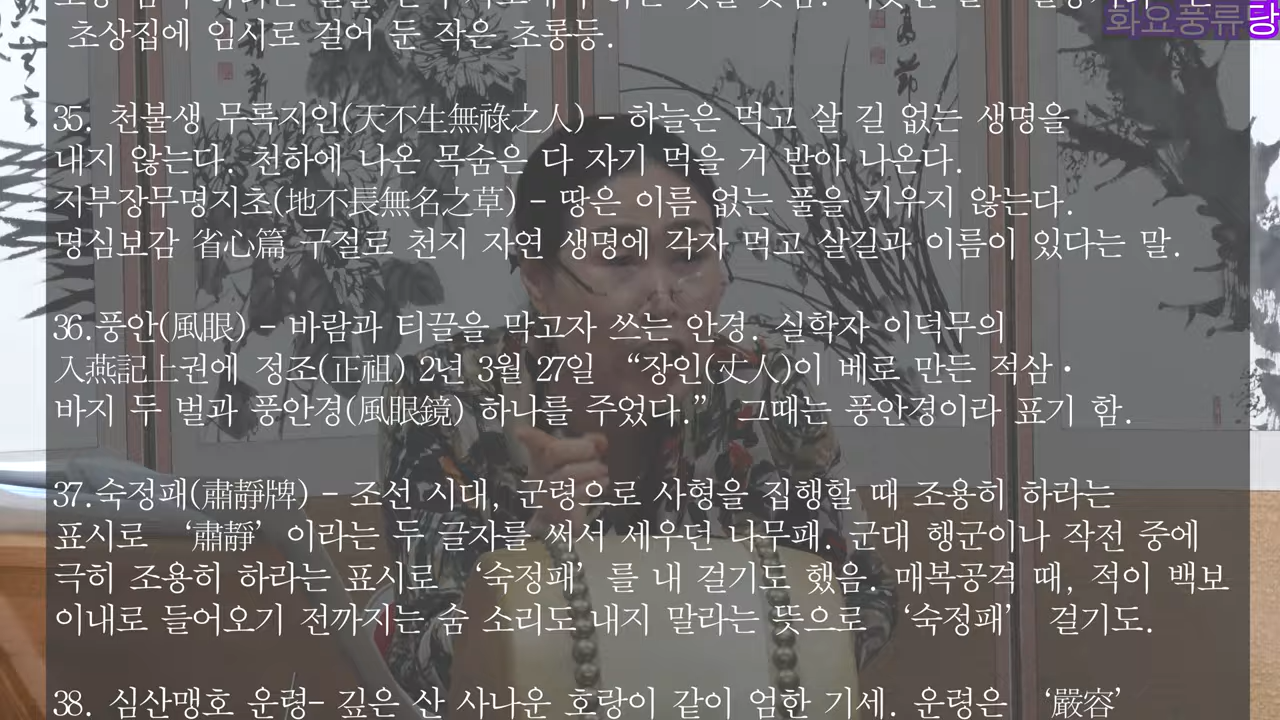 화요풍류탕
초상집에 임시로 걸어 둔 작은 초롱등.
35. 천불생 무록지인(天不生無祿之人) - 하늘은 먹고 살 길 없는 생명을
내지 않는다. 천하에 나온 목숨은 다 자기 먹을 거 받아 나온다.
지부장무명지초(地不長無名之草) - 땅은 이름 없는 풀을 키우지 않는다.
명심보감 省心篇 구절로 천지 자연 생명에 각자 먹고 살길과 이름이 있다는 말.
36.풍안(風眼) - 바람과 티끌을 막고자 쓰는 안경. 실학자 이덕무의
入燕記上권에 정조(正祖) 2년 3월 27일 “장인(丈人)이 베로 만든 적삼·
바지 두 벌과 풍안경(風眼鏡) 하나를 주었다.” 그때는 풍안경이라 표기 함.
37.숙정패(肅靜牌) - 조선 시대, 군령으로 사형을 집행할 때 조용히 하라는
표시로 ‘肅靜’이라는 두 글자를 써서 세우던 나무패. 군대 행군이나 작전 중에
극히 조용히 하라는 표시로 ‘숙정패’를 내 걸기도 했음. 매복공격 때, 적이 백보
이내로 들어오기 전까지는 숨 소리도 내지 말라는 뜻으로 ‘숙정패’ 걸기도.
38. 심산맹호 운령- 깊은 산 사나운 호랑이 같이 엄한 기세. 운령은 ‘嚴容’